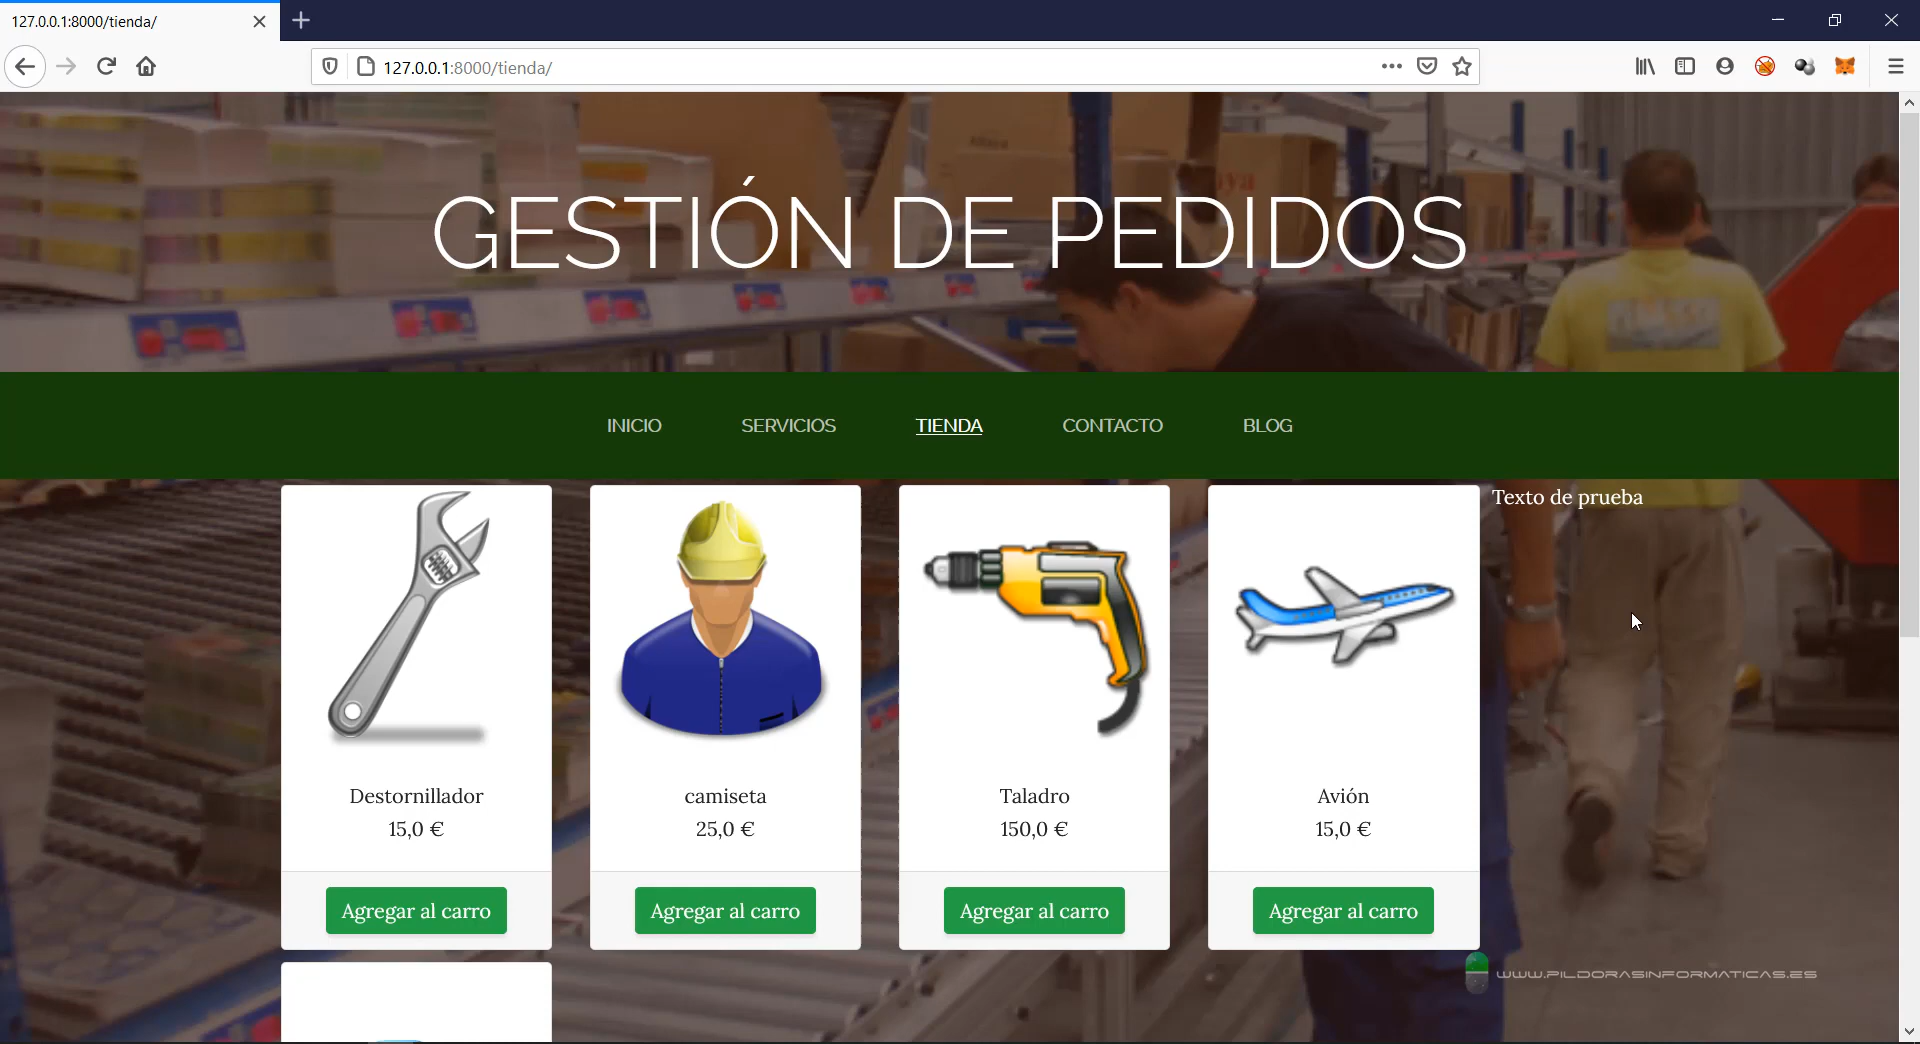 127.0.0.1:8000/tienda/
127.0.0.1:8000/tienda/
GESTIÓN DE PEDIDOS
INICIO SERVICIOS TIENDA CONTACTO BLOG
Texto de prueba
Destornillador camiseta Taladro Avión
15,0 € 25,0 € 150,0 € 15,0 €
Agregar al carro Agregar al carro Agregar al carro Agregar al carro
WWW.PILDORASINFORMATICAS.ES